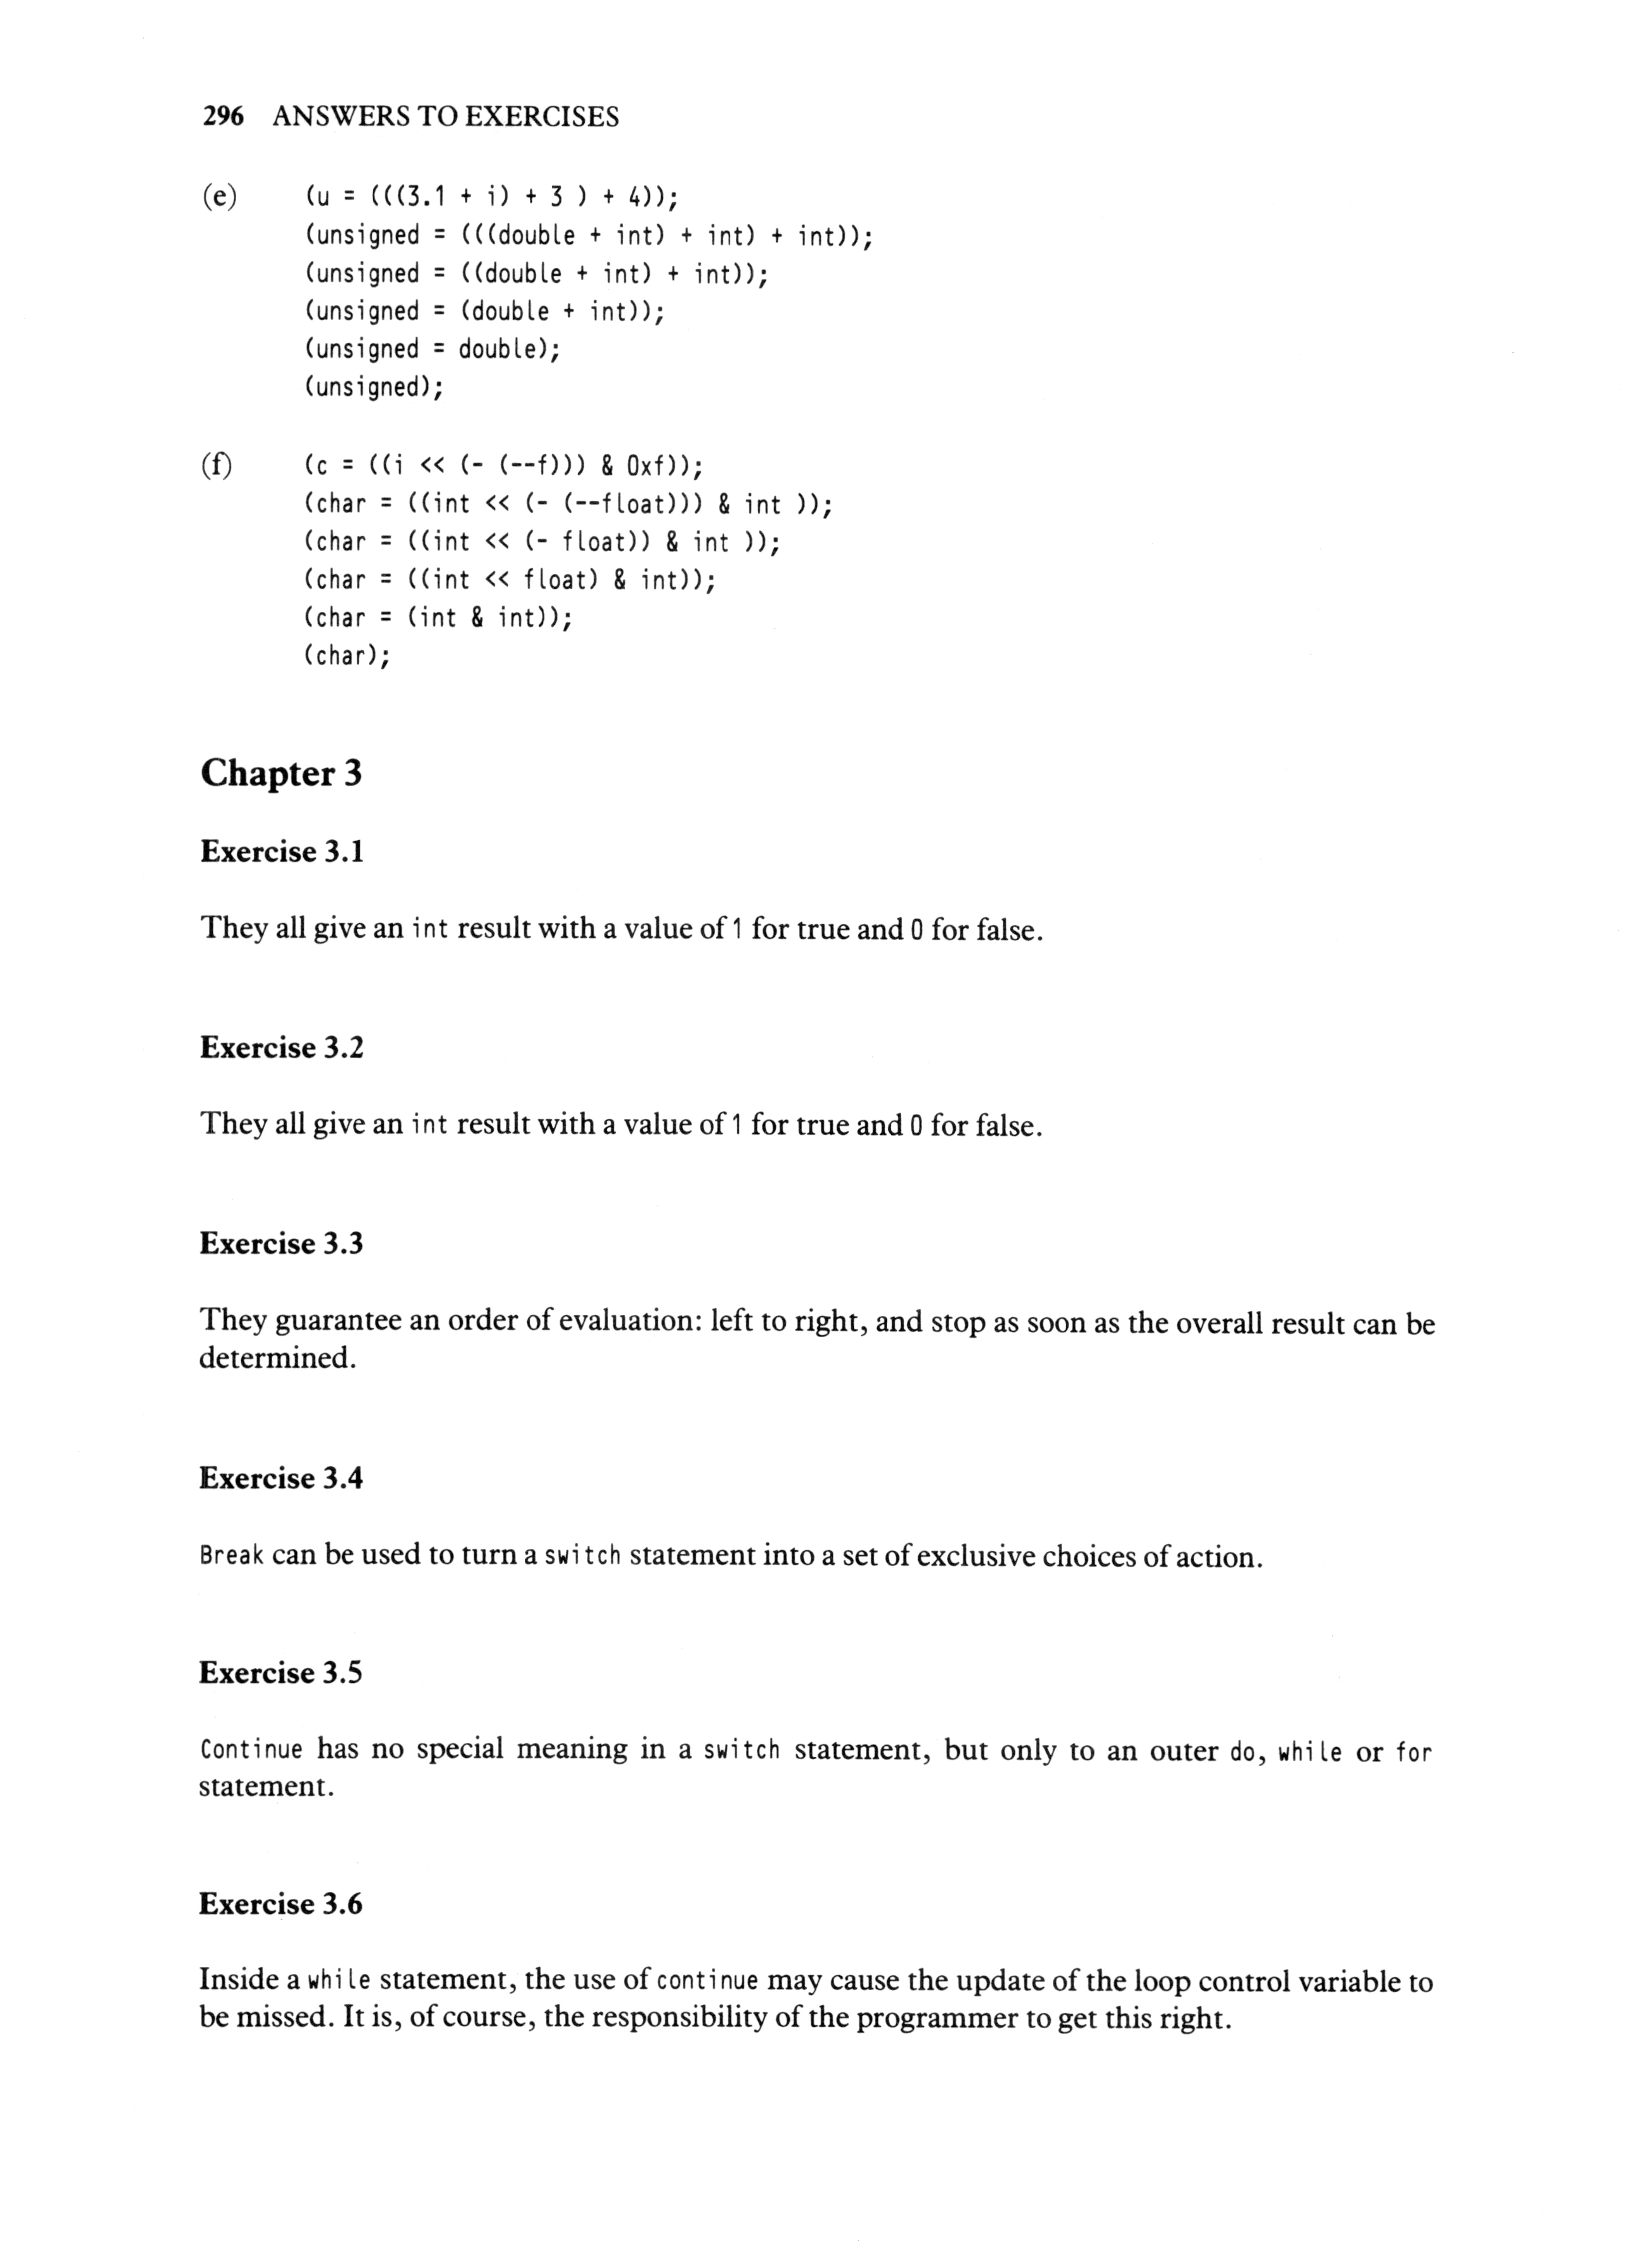 296 ANSWERS TO EXERCISES
(e) (u = (((3.1 + i) + 3 ) + 4));
(unsigned = (((double + int) + int) + int));
(unsigned = ((double + int) + int));
(unsigned = (double + int));
(unsigned = double);
(unsigned);
(f) (c = ((i << (- (--f))) & 0xf));
(char = ((int << (- (--float))) & int ));
(char = ((int << (- float)) & int ));
(char = ((int << float) & int));
(char = (int & int));
(char);
Chapter 3
Exercise 3.1
They all give an int result with a value of 1 for true and 0 for false.
Exercise 3.2
They all give an int result with a value of 1 for true and 0 for false.
Exercise 3.3
They guarantee an order of evaluation: left to right, and stop as soon as the overall result can be
determined.
Exercise 3.4
Break can be used to turn a switch statement into a set of exclusive choices of action.
Exercise 3.5
Continue has no special meaning in a switch statement, but only to an outer do, while or for
statement.
Exercise 3.6
Inside a while statement, the use of continue may cause the update of the loop control variable to
be missed. It is, of course, the responsibility of the programmer to get this right.